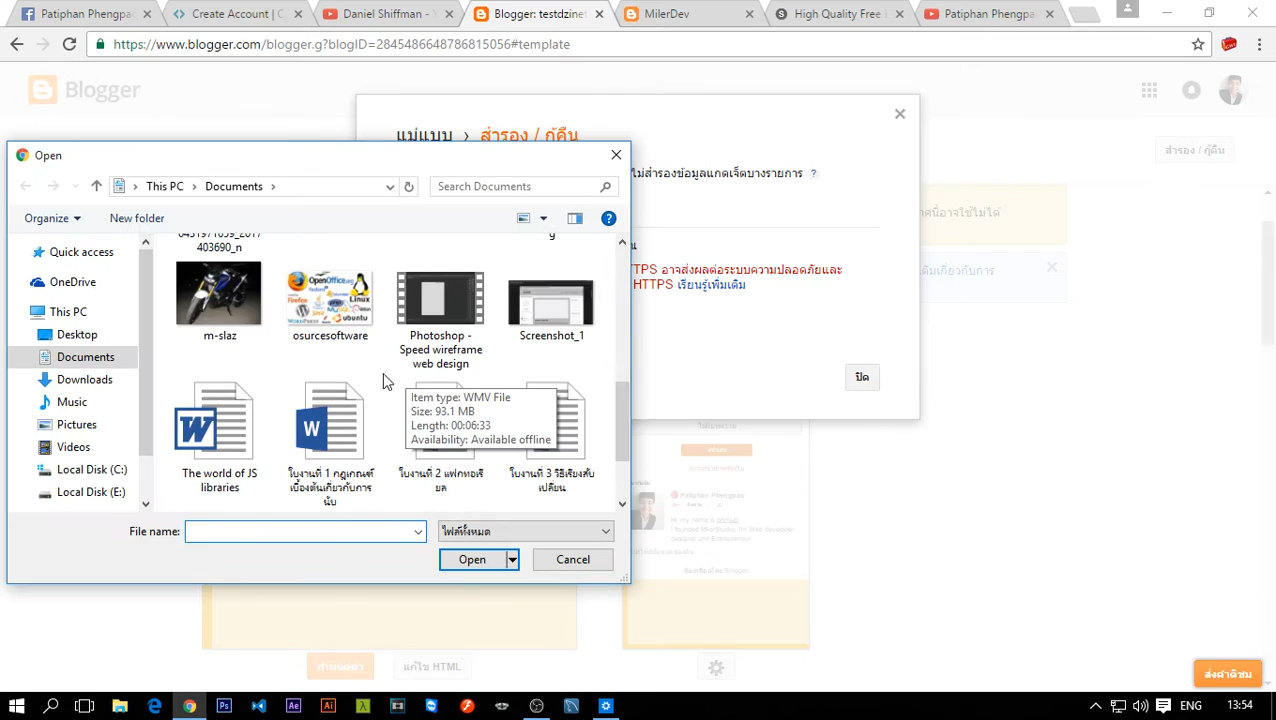 Patiphan Phengpao
Create Account | C
Daniel Shiffman - Y
Blogger: testdzinet
MilerDev
High Quality Free B
Patiphan Phengpa
https://www.blogger.com/blogger.g?blogID=2845486648786815056#template
Blogger
แม่แบบ › สำรอง / กู้คืน
สำรอง / กู้คืน
Open
ไม่สำรองข้อมูลแกดเจ็ตบางรายการ ?
This PC
Documents
Search Documents
Organize
New folder
?
403690_n
g
TPS อาจส่งผลต่อระบบความปลอดภัยและ
HTTPS เรียนรู้เพิ่มเติม
Quick access
OneDrive
This PC
Desktop
Documents
Downloads
Music
Pictures
Videos
Local Disk (C:)
Local Disk (E:)
m-slaz
osurcesoftware
Photoshop -
Speed wireframe
web design
Screenshot_1
Item type: WMV File
Size: 93.1 MB
Length: 00:06:33
Availability: Available offline
The world of JS
libraries
ใบงานที่ 1 กฎเกณฑ์
เบื้องต้นเกี่ยวกับการ
นับ
ใบงานที่ 2 แฟกทอเรี
ยล
ใบงานที่ 3 วิธีเรียงสับ
เปลี่ยน
ปิด
File name:
ไฟล์ทั้งหมด
Open
Cancel
Patiphan Phengpao
แก้ไข HTML
ส่งคำติชม
ENG
13:54